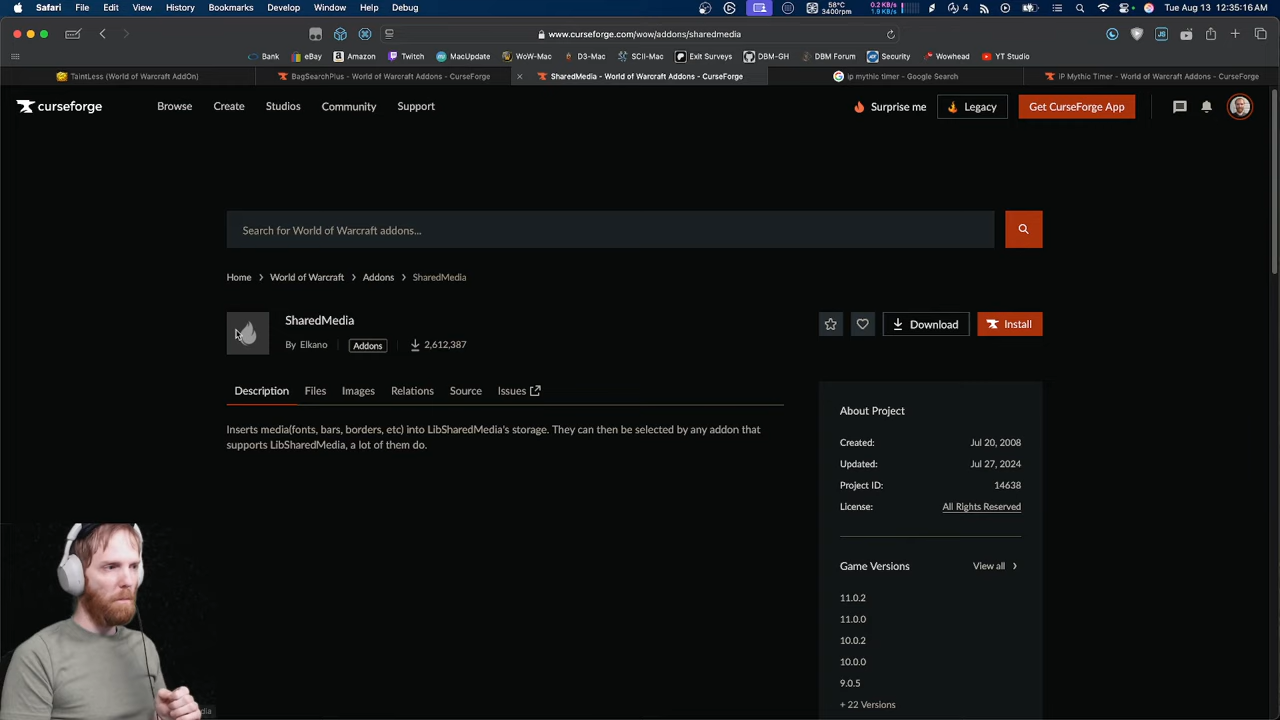 Safari File Edit View History Bookmarks Develop Window Help Debug
58°C
3400rpm
0.2 KB/s
1.9 KB/s
Tue Aug 13, 12:35:16 AM
www.curseforge.com/wow/addons/sharedmedia
Bank eBay Amazon Twitch MacUpdate WoW-Mac D3-Mac SCII-Mac Exit Surveys DBM-GH DBM Forum Security Wowhead YT Studio
TaintLess (World of Warcraft AddOn)
BagSearchPlus - World of Warcraft Addons - CurseForge
SharedMedia - World of Warcraft Addons - CurseForge
ip mythic timer - Google Search
iP Mythic Timer - World of Warcraft Addons - CurseForge
curseforge
Browse Create Studios Community Support
Surprise me
Legacy
Get CurseForge App
Search for World of Warcraft addons...
Home > World of Warcraft > Addons > SharedMedia
SharedMedia
By Elkano
Addons
2,612,387
Download
Install
Description Files Images Relations Source Issues
Inserts media(fonts, bars, borders, etc) into LibSharedMedia's storage. They can then be selected by any addon that
supports LibSharedMedia, a lot of them do.
About Project
Created: Jul 20, 2008
Updated: Jul 27, 2024
Project ID: 14638
License: All Rights Reserved
Game Versions
View all
11.0.2
11.0.0
10.0.2
10.0.0
9.0.5
+ 22 Versions